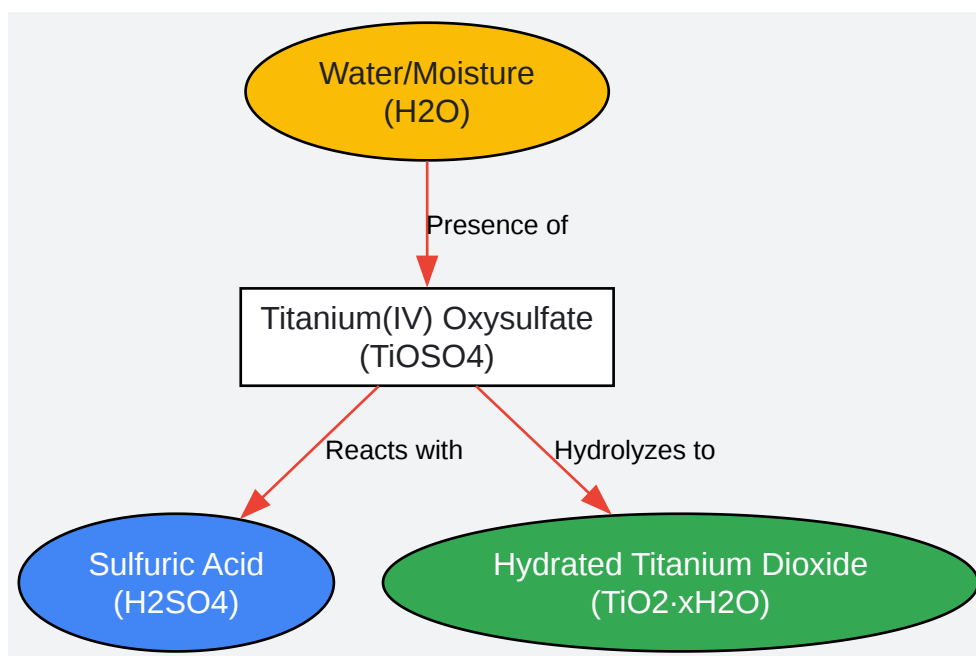 Water/Moisture
(H2O)
Presence of
Titanium(IV) Oxysulfate
(TiOSO4)
Reacts with
Hydrolyzes to
Sulfuric Acid
(H2SO4)
Hydrated Titanium Dioxide
(TiO2·xH2O)